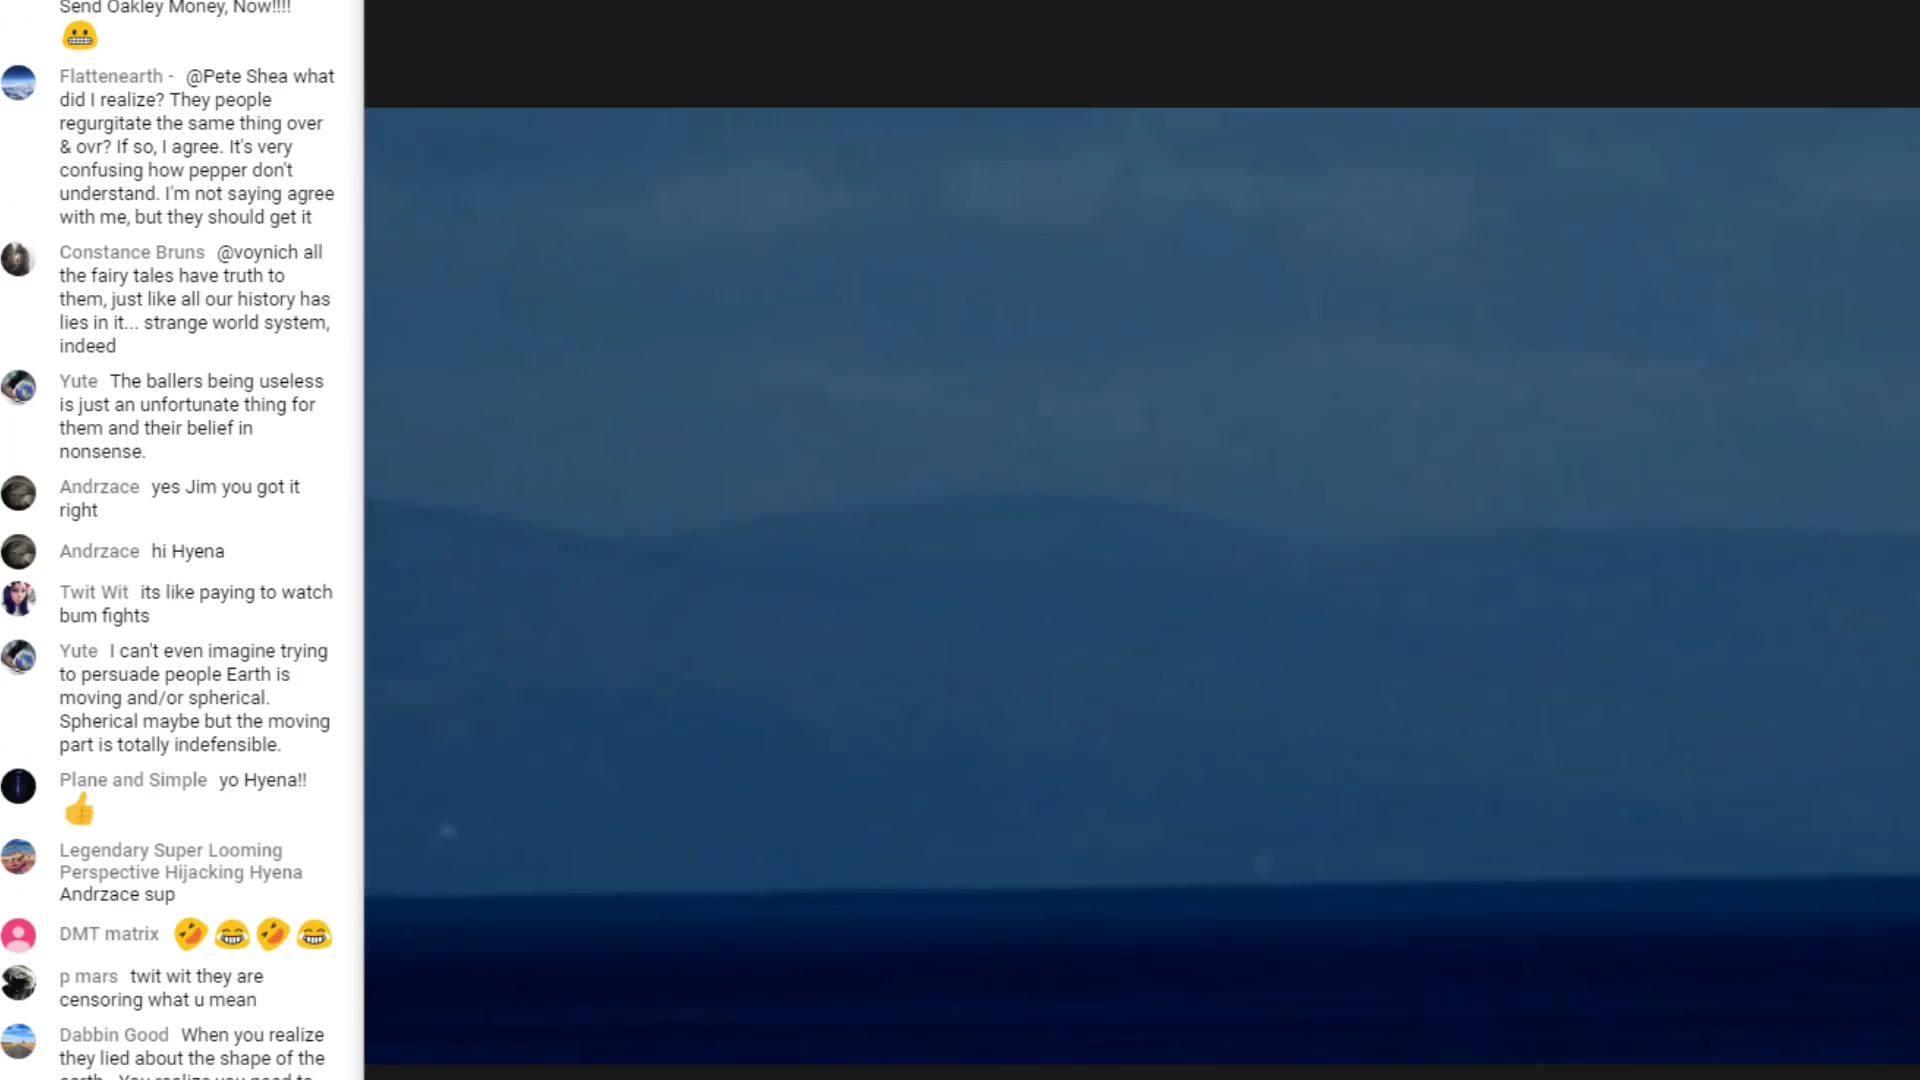 Send Oakley Money, Now!!!!
Flattenearth - @Pete Shea what
did I realize? They people
regurgitate the same thing over
& ovr? If so, I agree. It's very
confusing how pepper don't
understand. I'm not saying agree
with me, but they should get it
Constance Bruns @voynich all
the fairy tales have truth to
them, just like all our history has
lies in it... strange world system,
indeed
Yute The ballers being useless
is just an unfortunate thing for
them and their belief in
nonsense.
Andrzace yes Jim you got it
right
Andrzace hi Hyena
Twit Wit its like paying to watch
bum fights
Yute I can't even imagine trying
to persuade people Earth is
moving and/or spherical.
Spherical maybe but the moving
part is totally indefensible.
Plane and Simple yo Hyena!!
Legendary Super Looming
Perspective Hijacking Hyena
Andrzace sup
DMT matrix
p mars twit wit they are
censoring what u mean
Dabbin Good When you realize
they lied about the shape of the
earth.. You realize you need to